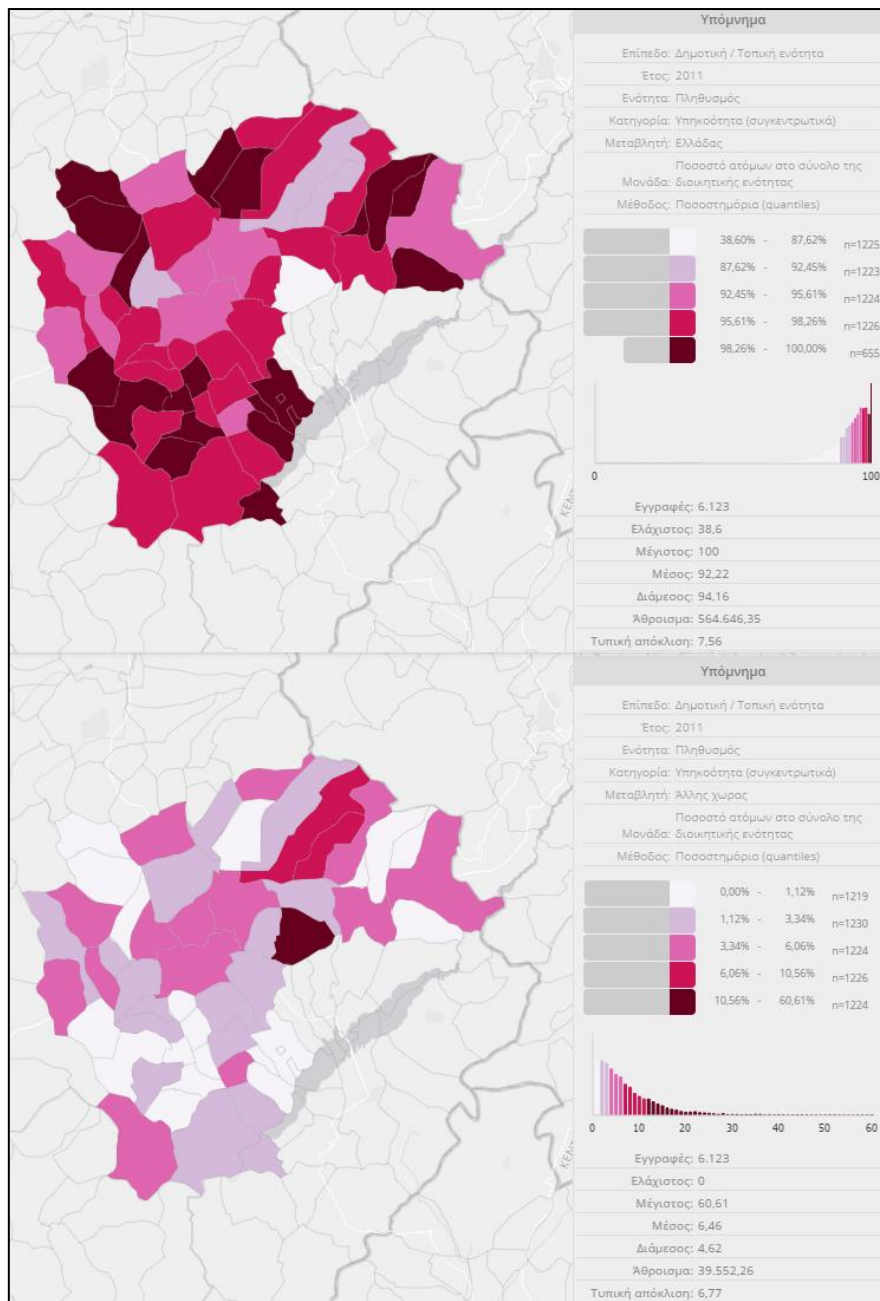 Υπόμνημα
Επίπεδο: Δημοτική / Τοπική ενότητα
Έτος: 2011
Ενότητα: Πληθυσμός
Κατηγορία: Υπηκοότητα (συγκεντρωτικά)
Μεταβλητή: Ελλάδας
Ποσοστό ατόμων στο σύνολο της
Μονάδα: διοικητικής ενότητας
Μέθοδος: Ποσοστημόρια (quantiles)
38,60% - 87,62% n=1225
87,62% - 92,45% n=1223
92,45% - 95,61% n=1224
95,61% - 98,26% n=1226
98,26% - 100,00% n=655
0 100
Εγγραφές: 6.123
Ελάχιστος: 38,6
Μέγιστος: 100
Μέσος: 92,22
Διάμεσος: 94,16
Άθροισμα: 564.646,35
Τυπική απόκλιση: 7,56
ΚΕΝΤ
Υπόμνημα
Επίπεδο: Δημοτική / Τοπική ενότητα
Έτος: 2011
Ενότητα: Πληθυσμός
Κατηγορία: Υπηκοότητα (συγκεντρωτικά)
Μεταβλητή: Άλλης χωρας
Ποσοστό ατόμων στο σύνολο της
Μονάδα: διοικητικής ενότητας
Μέθοδος: Ποσοστημόρια (quantiles)
0,00% - 1,12% n=1219
1,12% - 3,34% n=1230
3,34% - 6,06% n=1224
6,06% - 10,56% n=1226
10,56% - 60,61% n=1224
0 10 20 30 40 50 60
Εγγραφές: 6.123
Ελάχιστος: 0
Μέγιστος: 60,61
Μέσος: 6,46
Διάμεσος: 4,62
Άθροισμα: 39.552,26
Τυπική απόκλιση: 6,77